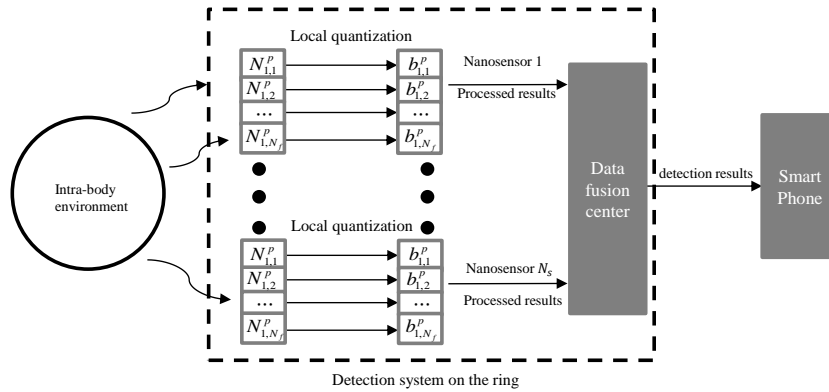 Local quantization
N^p_{1,1}
b^p_{1,1}
N^p_{1,2}
b^p_{1,2}
...
...
N^p_{1,N_f}
b^p_{1,N_f}
Nanosensor 1
Processed results
Intra-body
environment
Data
fusion
center
detection results
Smart
Phone
Local quantization
N^p_{1,1}
b^p_{1,1}
N^p_{1,2}
b^p_{1,2}
...
...
N^p_{1,N_f}
b^p_{1,N_f}
Nanosensor N_s
Processed results
Detection system on the ring